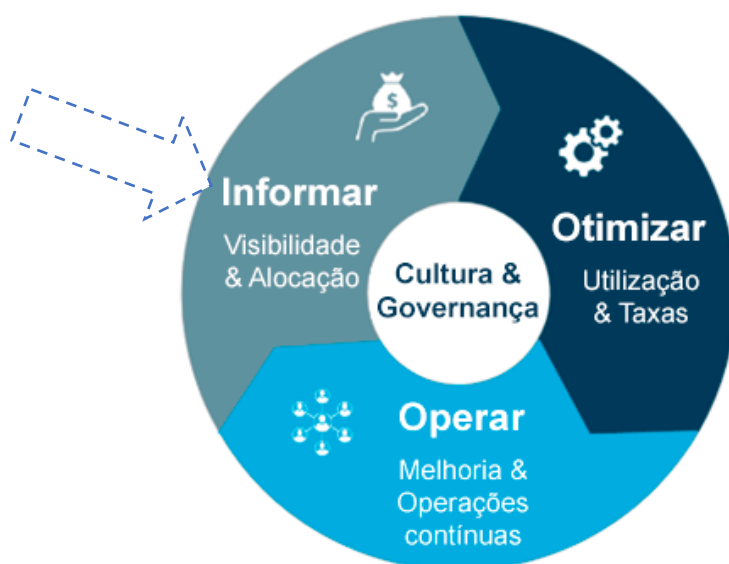 $
Informar
Visibilidade
& Alocação
Otimizar
Utilização
& Taxas
Cultura &
Governança
Operar
Melhoria &
Operações
contínuas